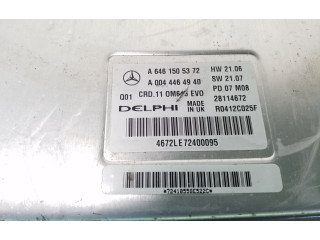 A 646 150 53 72 HW 21.06
A 004 446 49 40 SW 21.07
001 CRD.11 OM646 EVO PD 07 M08
DELPHI MADE IN UK 28114672
R0412C025F
4672LE72400095